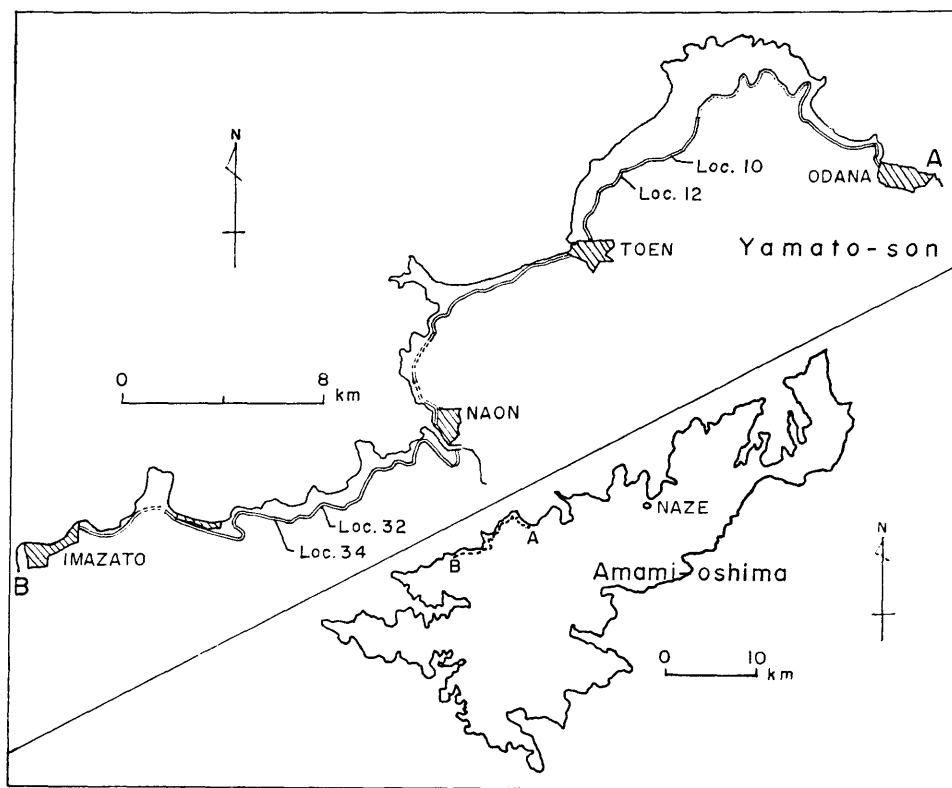 N
Loc. 10
A
ODANA
Loc. 12
TOEN
Yamato-son
0 8
km
NAON
Loc. 32
Loc. 34
IMAZATO
B
NAZE
A
B
N
Amami-oshima
0 10
km